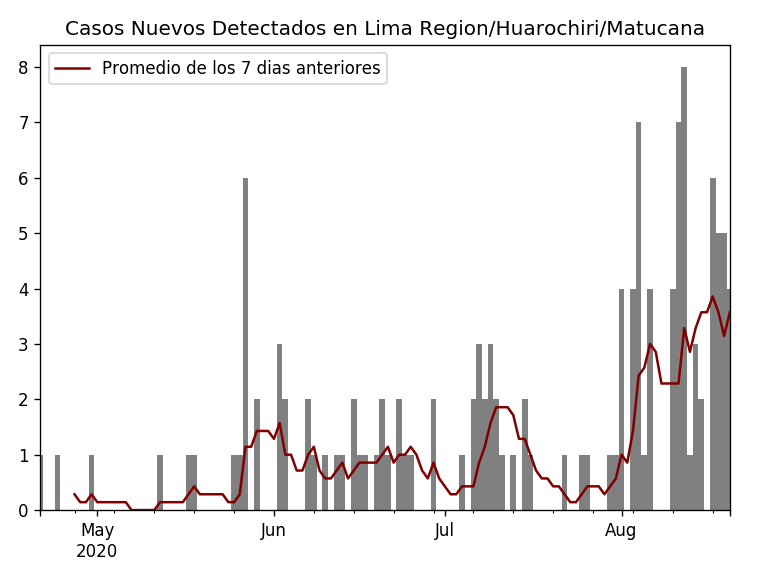 Casos Nuevos Detectados en Lima Region/Huarochiri/Matucana
Promedio de los 7 dias anteriores
8
7
6
5
4
3
2
1
0
May
2020
Jun
Jul
Aug